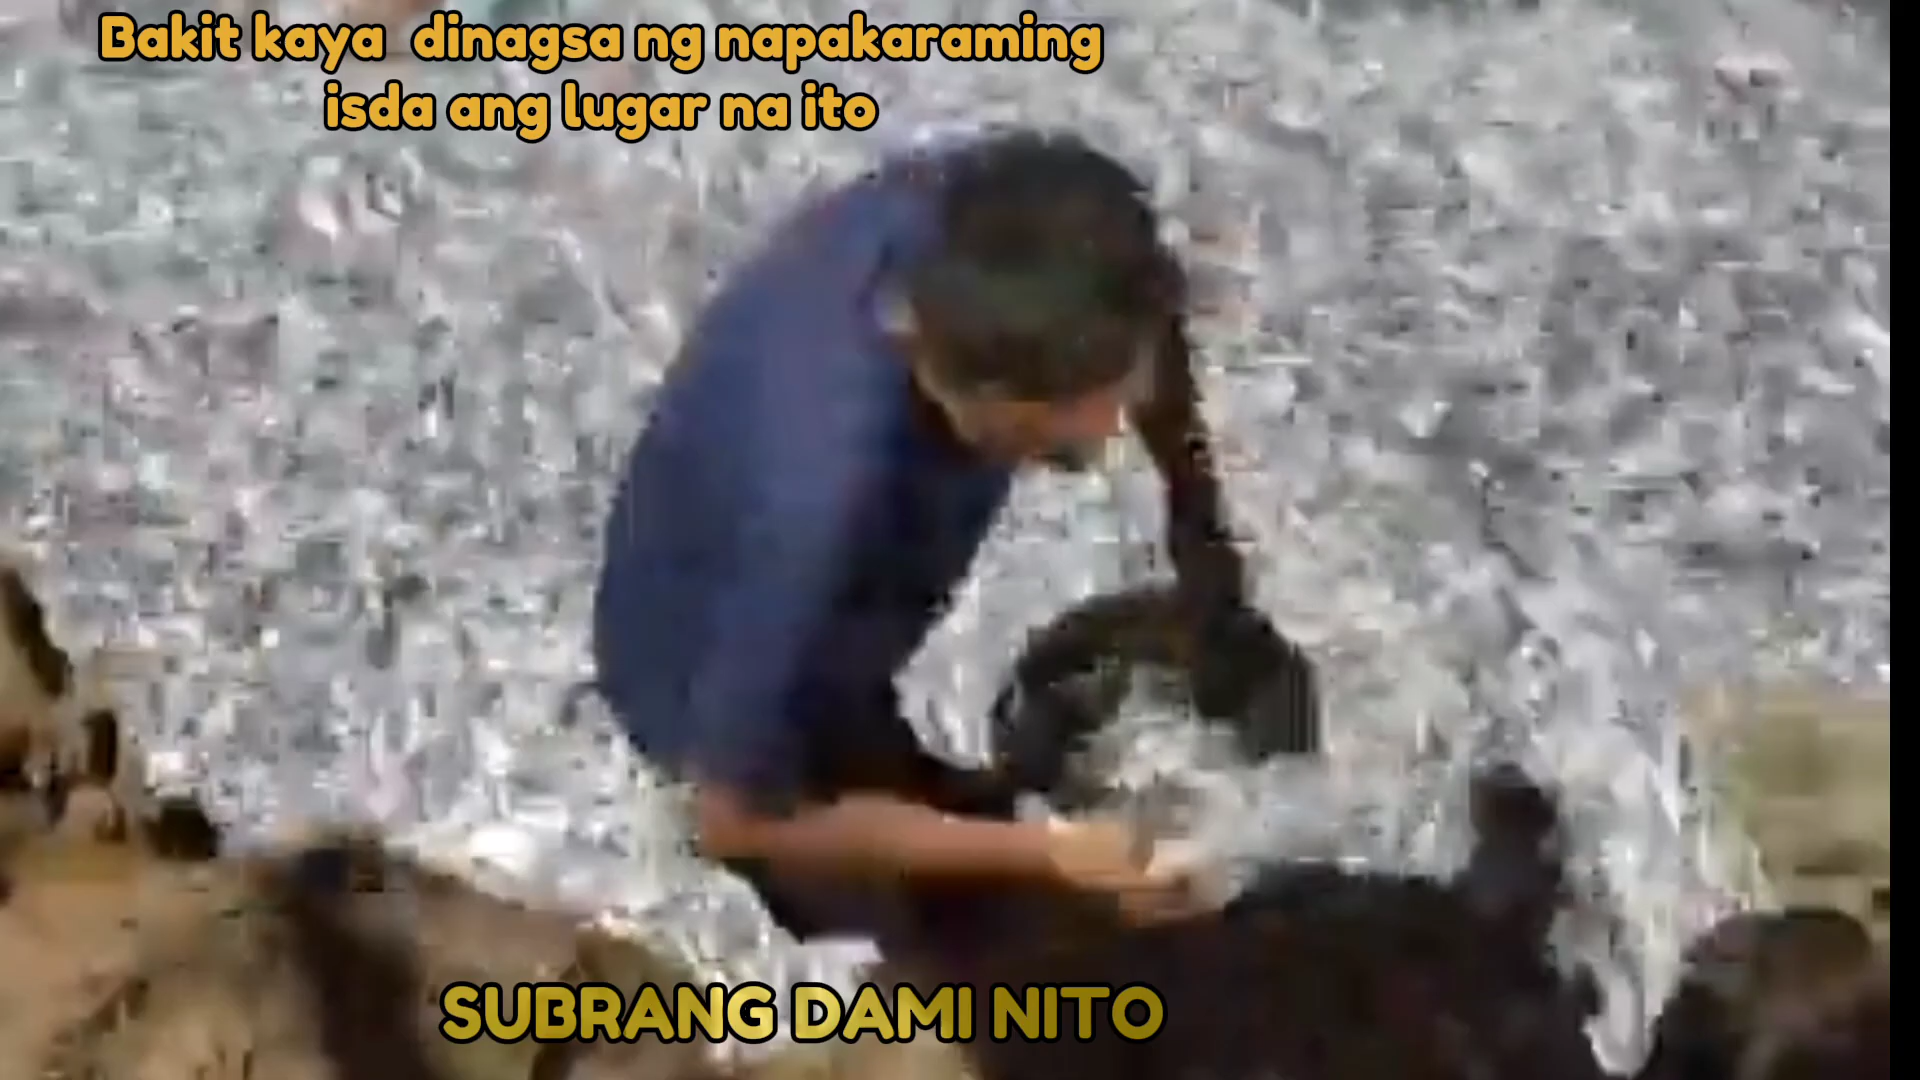 Bakit kaya dinagsa ng napakaraming
isda ang lugar na ito
SUBRANG DAMI NITO